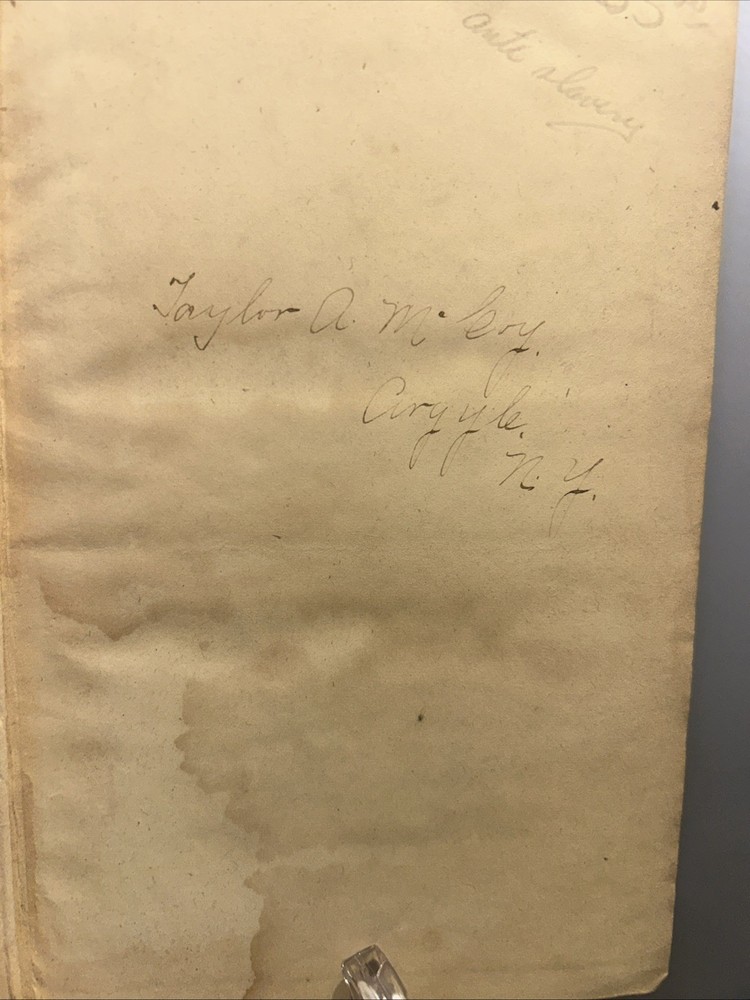 anti slavery
Taylor A. McCoy.
Argyle,
N. Y.